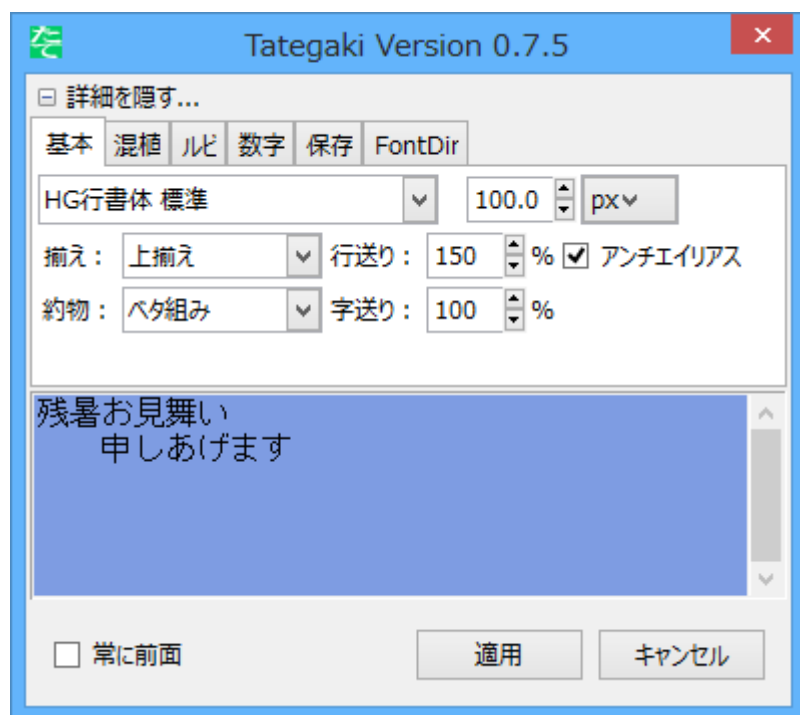 たて Tategaki Version 0.7.5
詳細を隠す...
基本 混植 ルビ 数字 保存 FontDir
HG行書体 標準 100.0 px
揃え： 上揃え 行送り： 150 % アンチエイリアス
約物： ベタ組み 字送り： 100 %
残暑お見舞い
申しあげます
常に前面 適用 キャンセル